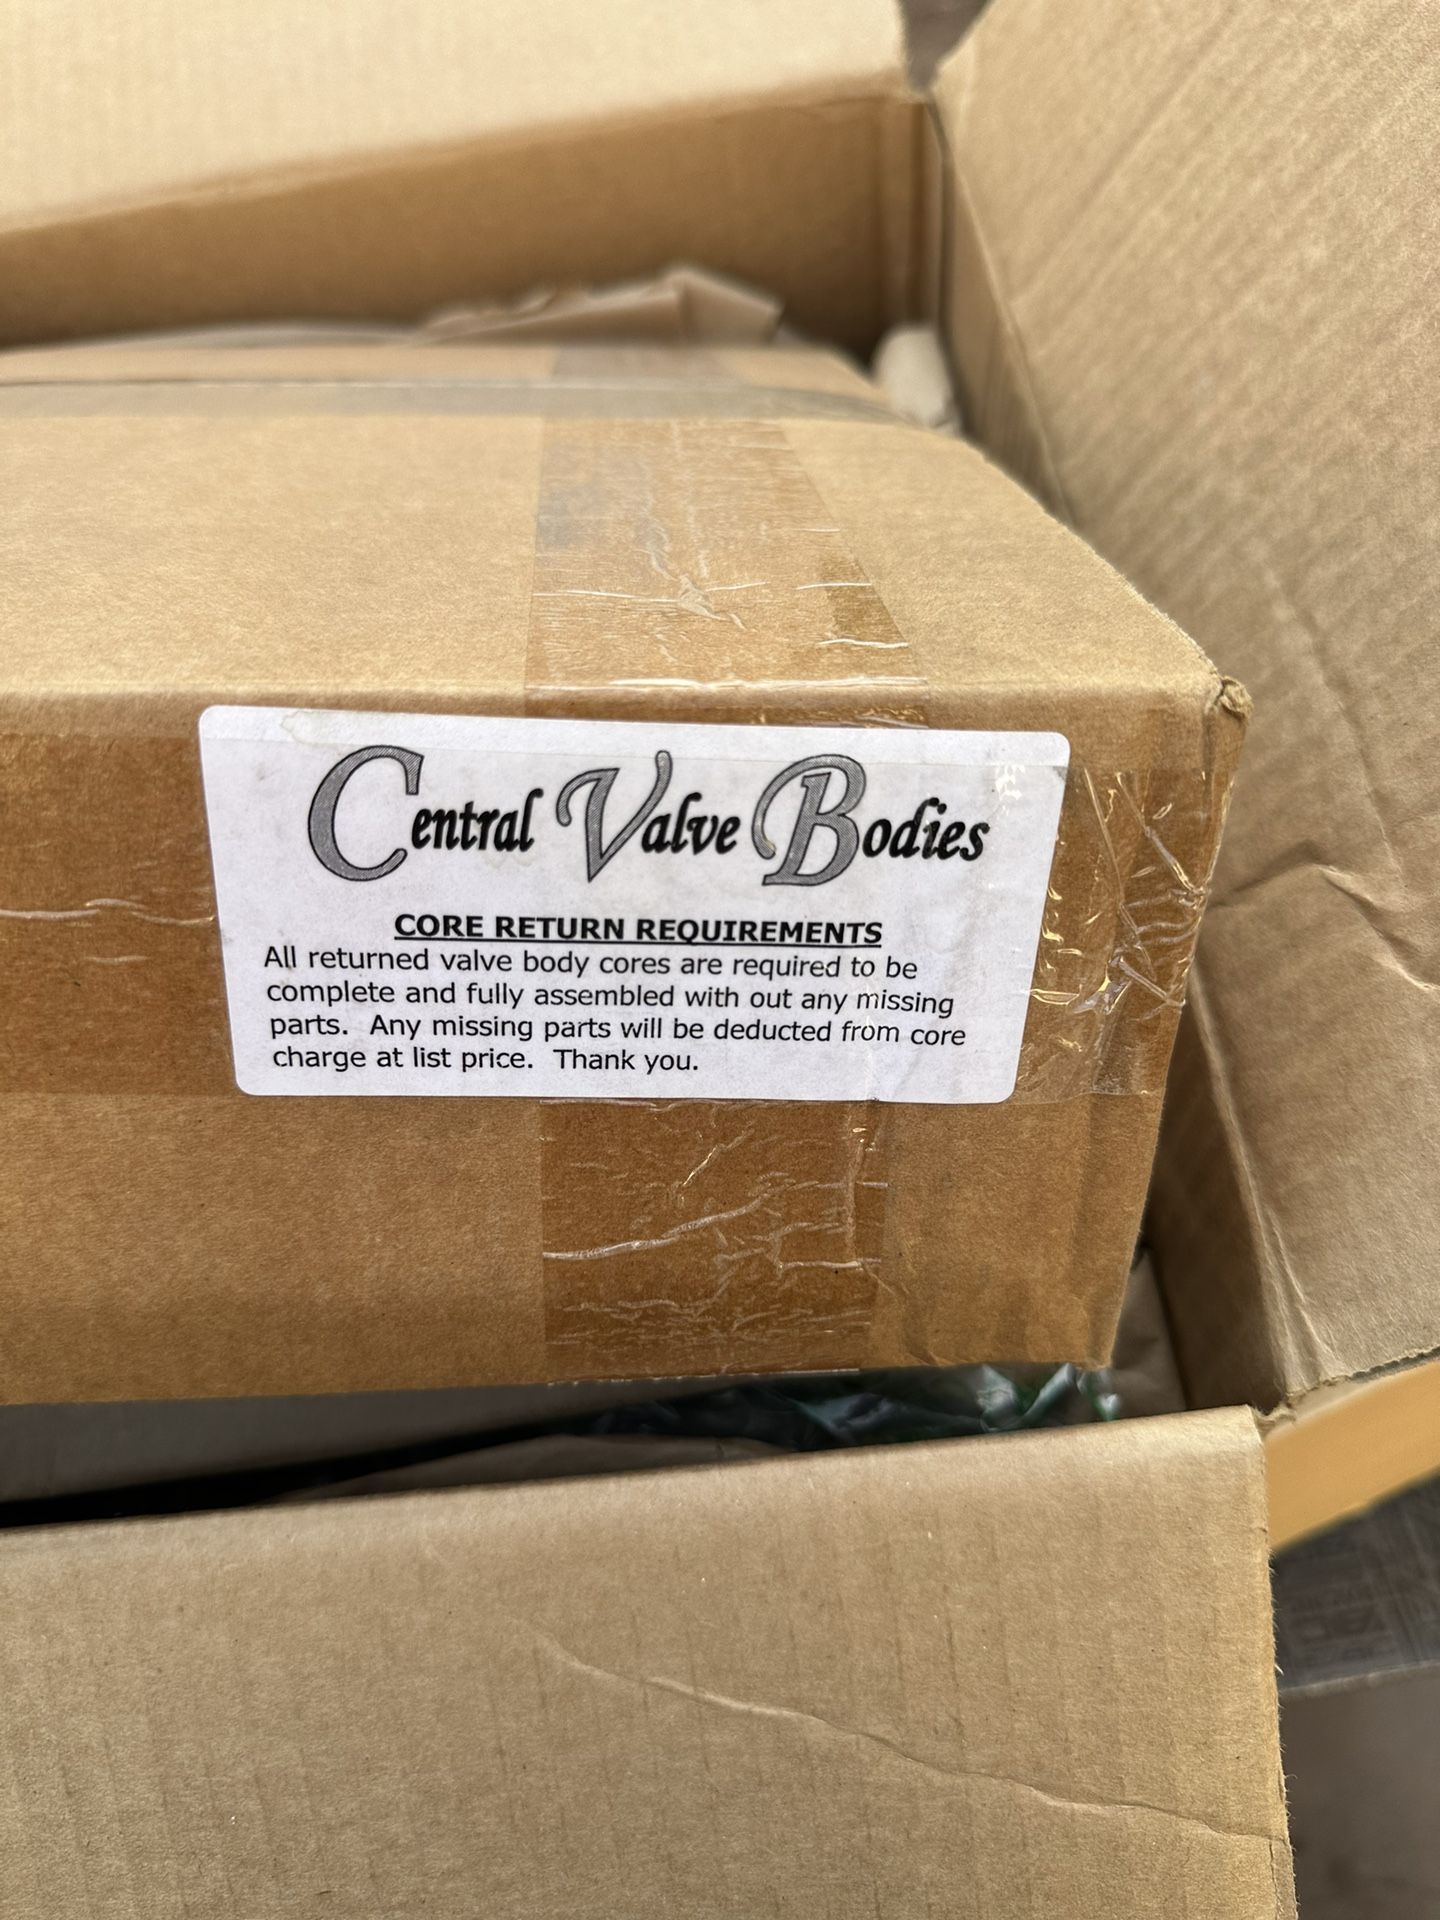 Central Valve Bodies
CORE RETURN REQUIREMENTS
All returned valve body cores are required to be
complete and fully assembled with out any missing
parts.  Any missing parts will be deducted from core
charge at list price.  Thank you.